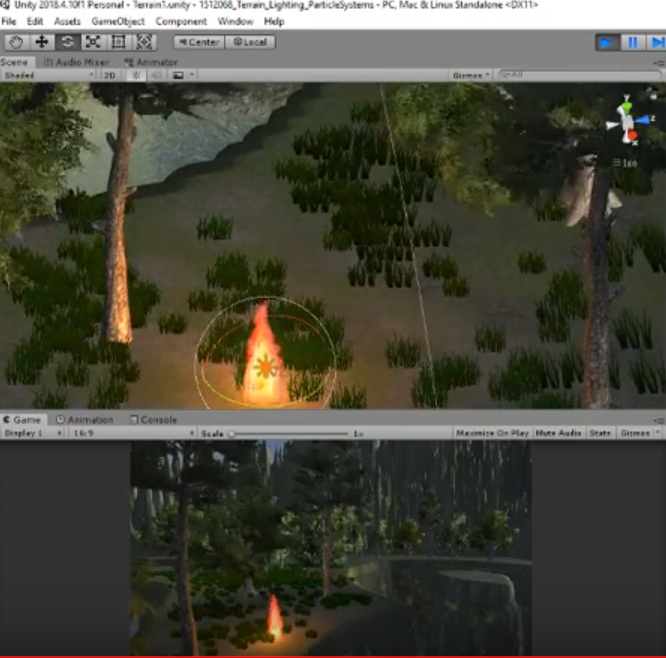 Unity 2018.4.10f1 Personal - Terrain1.unity - 1512068_Terrain_Lighting_ParticleSystems - PC, Mac & Linux Standalone <DX11>
File Edit Assets GameObject Component Window Help
Center Local
Scene Audio Mixer Animator
Shaded 2D Gizmos All
y
z
x
Iso
Game Animation Console
Display 1 16:9 Scale 1x Maximize On Play Mute Audio Stats Gizmos